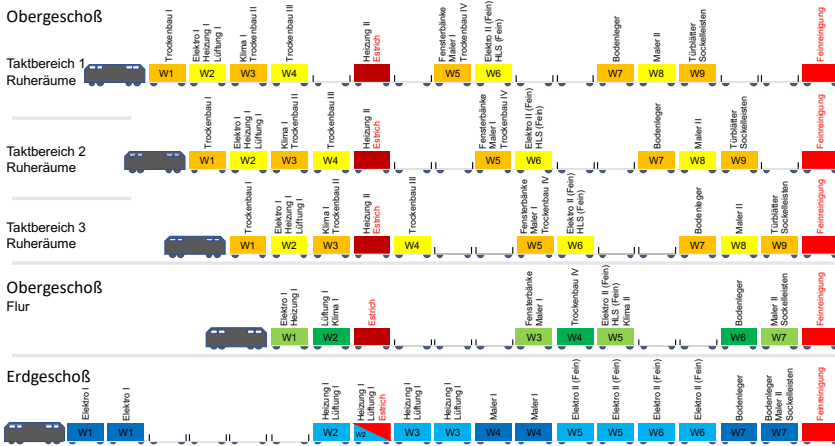 Obergeschoß
Taktbereich 1
Ruheräume
Trockenbau I
Elektro I
Heizung I
Lüftung I
Klima I
Trockenbau II
Trockenbau III
Heizung II
Estrich
Fensterbänke
Maler I
Trockenbau IV
Elektro II (Fein)
HLS (Fein)
Bodenleger
Maler II
Türblätter
Sockelleisten
Feinreinigung
W1 W2 W3 W4 W5 W6 W7 W8 W9
Taktbereich 2
Ruheräume
Trockenbau I
Elektro I
Heizung I
Lüftung I
Klima I
Trockenbau II
Trockenbau III
Heizung II
Estrich
Fensterbänke
Maler I
Trockenbau IV
Elektro II (Fein)
HLS (Fein)
Bodenleger
Maler II
Türblätter
Sockelleisten
Feinreinigung
W1 W2 W3 W4 W5 W6 W7 W8 W9
Taktbereich 3
Ruheräume
Trockenbau I
Elektro I
Heizung I
Lüftung I
Klima I
Trockenbau II
Heizung II
Estrich
Trockenbau III
Fensterbänke
Maler I
Trockenbau IV
Elektro II (Fein)
HLS (Fein)
Bodenleger
Maler II
Türblätter
Sockelleisten
Feinreinigung
W1 W2 W3 W4 W5 W6 W7 W8 W9
Obergeschoß
Flur
Elektro I
Heizung I
Lüftung I
Klima I
Estrich
Fensterbänke
Maler I
Trockenbau IV
Elektro II (Fein)
HLS (Fein)
Klima II
Bodenleger
Maler II
Sockelleisten
Feinreinigung
W1 W2 W3 W4 W5 W6 W7
Erdgeschoß
Elektro I
Elektro I
Heizung I
Lüftung I
Heizung I
Lüftung I
Estrich
Heizung I
Lüftung I
Heizung I
Lüftung I
Maler I
Maler I
Elektro II (Fein)
Elektro II (Fein)
Elektro II (Fein)
Elektro II (Fein)
Bodenleger
Bodenleger
Maler II
Sockelleisten
Feinreinigung
W1 W1 W2 W2 W3 W3 W4 W4 W5 W5 W6 W6 W7 W7